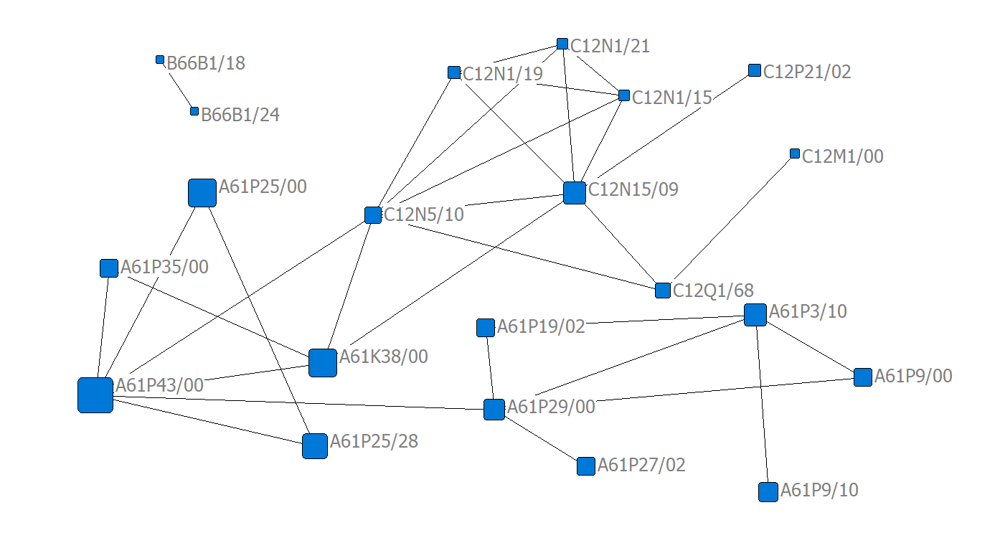 C12N1/21
B66B1/18
C12N1/19
C12P21/02
C12N1/15
B66B1/24
C12M1/00
A61P25/00
C12N15/09
C12N5/10
A61P35/00
C12Q1/68
A61P3/10
A61P19/02
A61K38/00
A61P9/00
A61P43/00
A61P29/00
A61P25/28
A61P27/02
A61P9/10